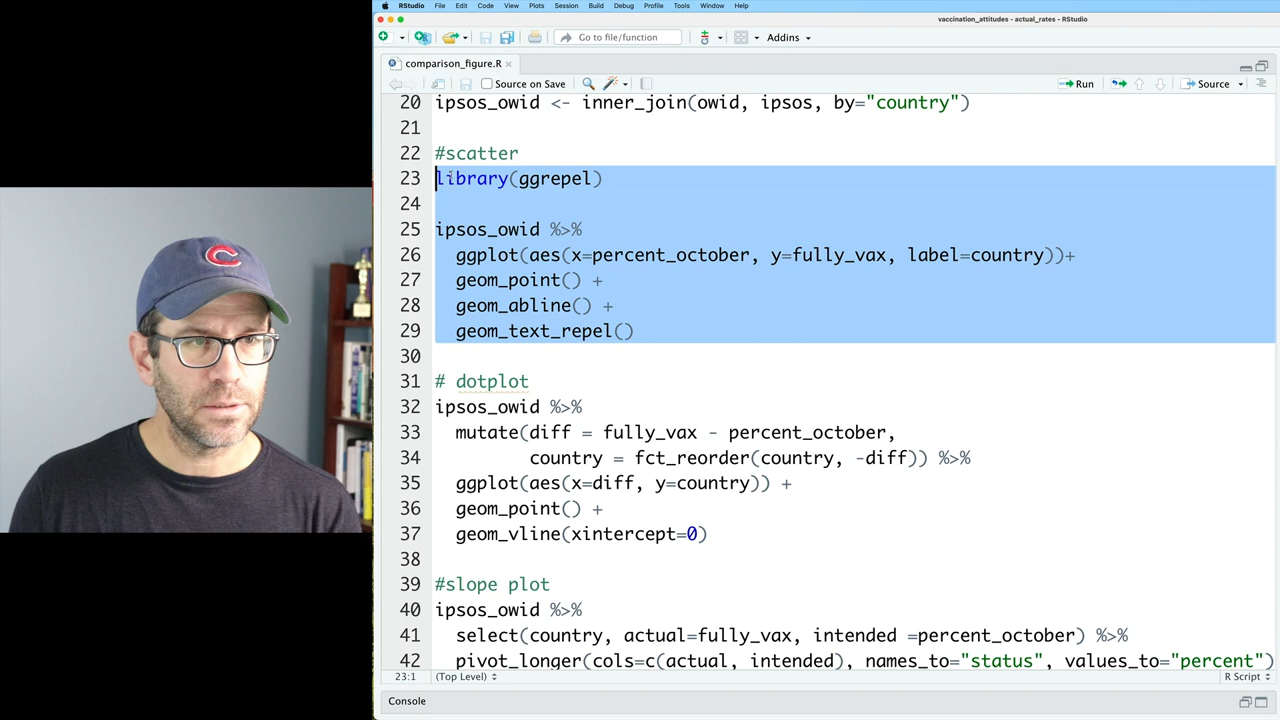 RStudio File Edit Code View Plots Session Build Debug Profile Tools Window Help
vaccination_attitudes - actual_rates - RStudio
Go to file/function Addins
comparison_figure.R
Source on Save Run Source
20 ipsos_owid <- inner_join(owid, ipsos, by="country")
21
22 #scatter
23 library(ggrepel)
24
25 ipsos_owid %>%
26 ggplot(aes(x=percent_october, y=fully_vax, label=country))+
27 geom_point() +
28 geom_abline() +
29 geom_text_repel()
30
31 # dotplot
32 ipsos_owid %>%
33 mutate(diff = fully_vax - percent_october,
34 country = fct_reorder(country, -diff)) %>%
35 ggplot(aes(x=diff, y=country)) +
36 geom_point() +
37 geom_vline(xintercept=0)
38
39 #slope plot
40 ipsos_owid %>%
41 select(country, actual=fully_vax, intended =percent_october) %>%
42 pivot_longer(cols=c(actual, intended), names_to="status", values_to="percent")
23:1 (Top Level) R Script
Console
C